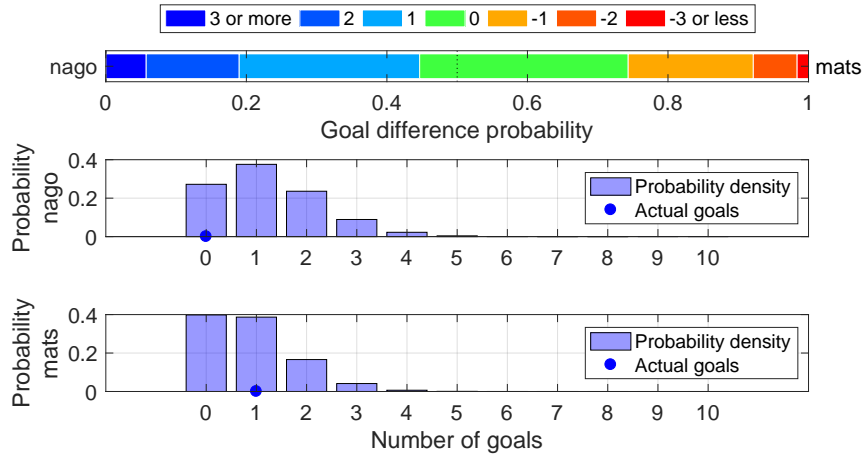 3 or more 2 1 0 -1 -2 -3 or less
nago mats
0 0.2 0.4 0.6 0.8 1
Goal difference probability
Probability
nago
0.4
0.2
0
Probability density
Actual goals
0 1 2 3 4 5 6 7 8 9 10
Probability
mats
0.4
0.2
0
Probability density
Actual goals
0 1 2 3 4 5 6 7 8 9 10
Number of goals